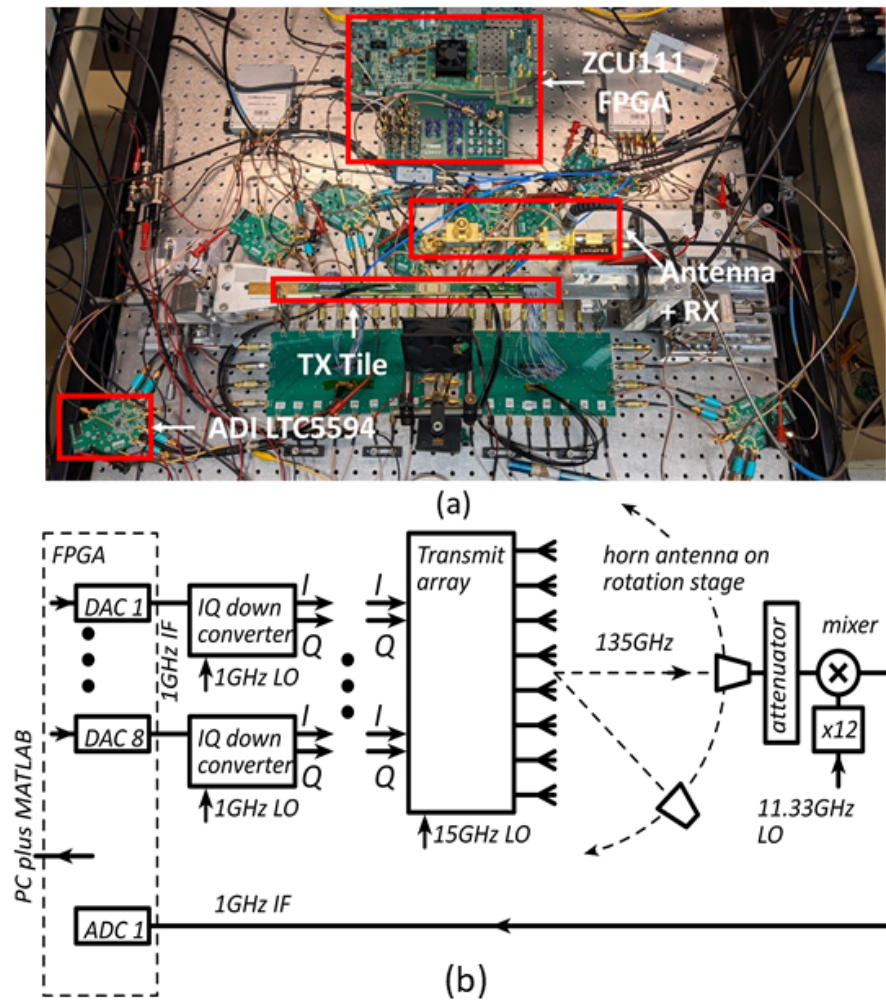 ZCU111
FPGA
Antenna
+ RX
TX Tile
ADI LTC5594
(a)
FPGA
DAC 1
1GHz IF
IQ down
converter
1GHz LO
I
Q
I
Q
Transmit
array
horn antenna on
rotation stage
135GHz
attenuator
mixer
x12
11.33GHz
LO
DAC 8
IQ down
converter
1GHz LO
I
Q
I
Q
15GHz LO
PC plus MATLAB
ADC 1
1GHz IF
(b)